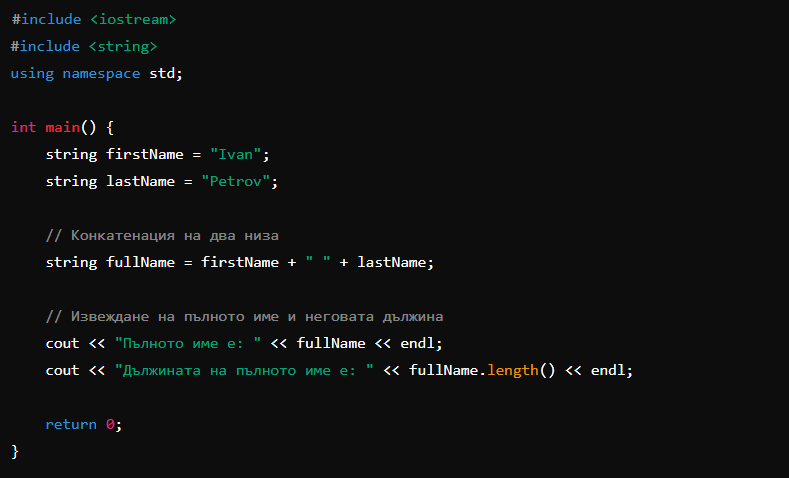 #include <iostream>
#include <string>
using namespace std;
int main() {
string firstName = "Ivan";
string lastName = "Petrov";
// Конкатенация на два низа
string fullName = firstName + " " + lastName;
// Извеждане на пълното име и неговата дължина
cout << "Пълното име е: " << fullName << endl;
cout << "Дължината на пълното име е: " << fullName.length() << endl;
return 0;
}